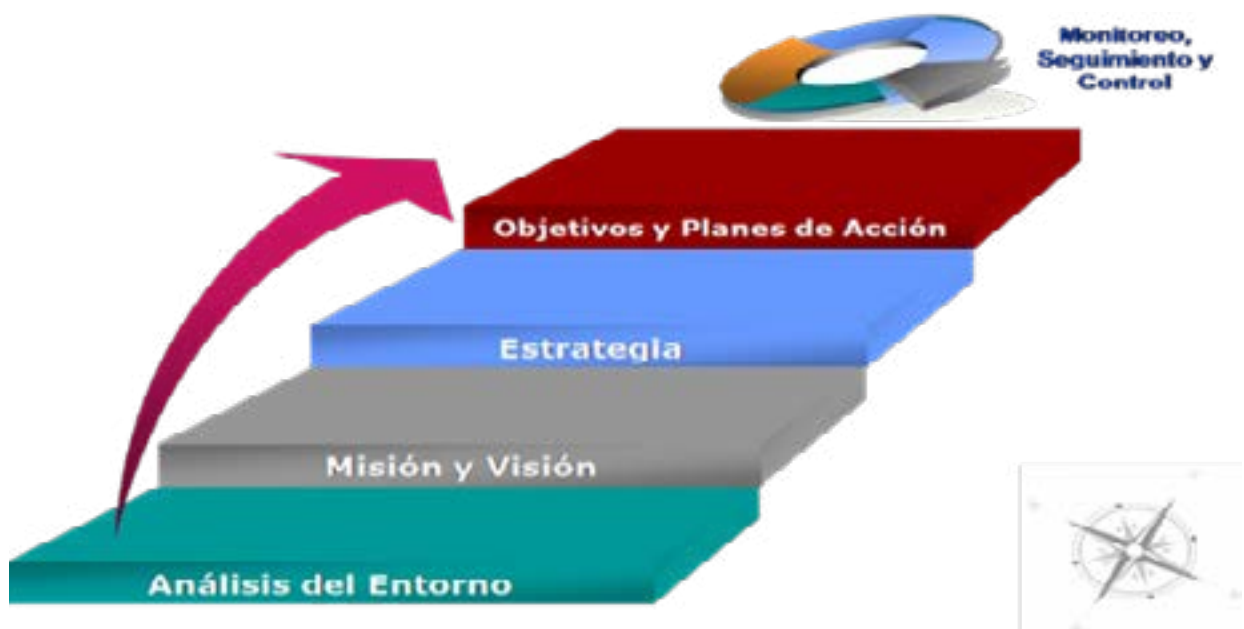 Monitoreo,
Seguimiento y
Control
Objetivos y Planes de Acción
Estrategia
Misión y Visión
Análisis del Entorno